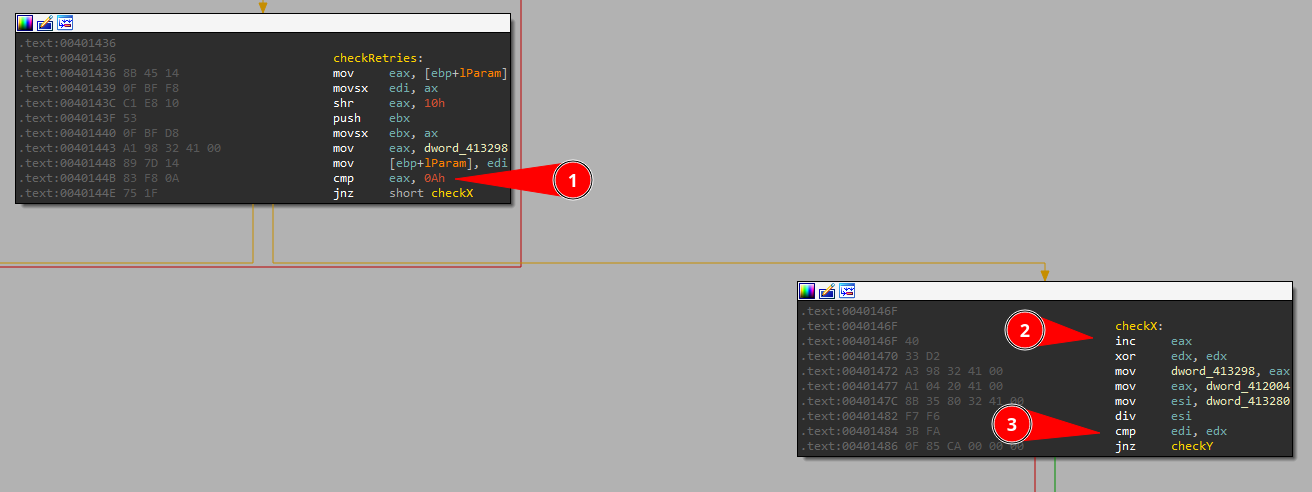 .text:00401436
.text:00401436 checkRetries:
.text:00401436 8B 45 14 mov eax, [ebp+lParam]
.text:00401439 0F BF F8 movsx edi, ax
.text:0040143C C1 E8 10 shr eax, 10h
.text:0040143F 53 push ebx
.text:00401440 0F BF D8 movsx ebx, ax
.text:00401443 A1 98 32 41 00 mov eax, dword_413298
.text:00401448 89 7D 14 mov [ebp+lParam], edi
.text:0040144B 83 F8 0A cmp eax, 0Ah
1
.text:0040144E 75 1F jnz short checkX
.text:0040146F
.text:0040146F checkX:
2
.text:0040146F 40 inc eax
.text:00401470 33 D2 xor edx, edx
.text:00401472 A3 98 32 41 00 mov dword_413298, eax
.text:00401477 A1 04 20 41 00 mov eax, dword_412004
.text:0040147C 8B 35 80 32 41 00 mov esi, dword_413280
.text:00401482 F7 F6 div esi
3
.text:00401484 3B FA cmp edi, edx
.text:00401486 0F 85 CA 00 00 00 jnz checkY